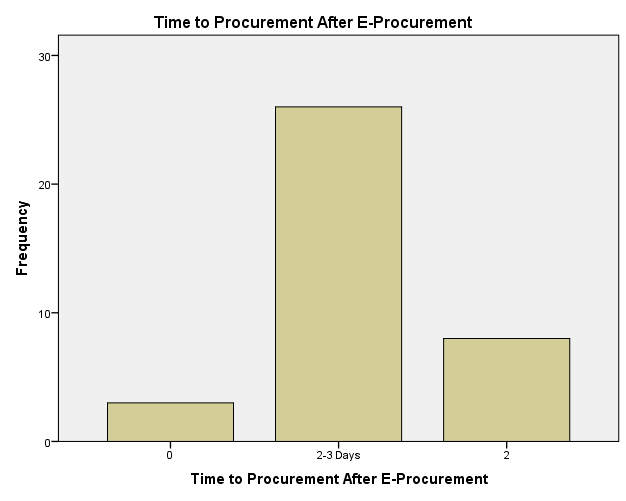 Time to Procurement After E-Procurement
30
20
10
0
Frequency
0
2-3 Days
2
Time to Procurement After E-Procurement